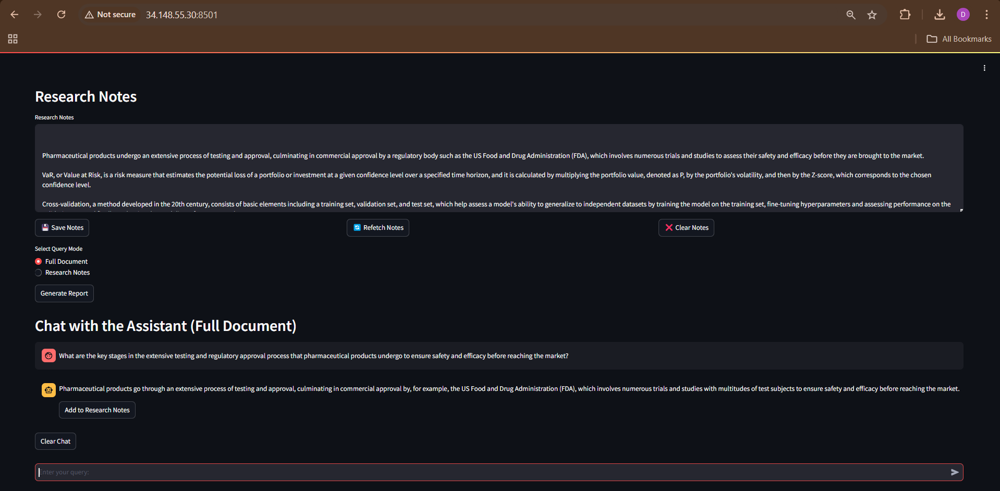 Not secure 34.148.55.30:8501 D
All Bookmarks
Research Notes
Research Notes
Pharmaceutical products undergo an extensive process of testing and approval, culminating in commercial approval by a regulatory body such as the US Food and Drug Administration (FDA), which involves numerous trials and studies to assess their safety and efficacy before they are brought to the market.
VaR, or Value at Risk, is a risk measure that estimates the potential loss of a portfolio or investment at a given confidence level over a specified time horizon, and it is calculated by multiplying the portfolio value, denoted as P, by the portfolio's volatility, and then by the Z-score, which corresponds to the chosen
confidence level.
Cross-validation, a method developed in the 20th century, consists of basic elements including a training set, validation set, and test set, which help assess a model's ability to generalize to independent datasets by training the model on the training set, fine-tuning hyperparameters and assessing performance on the
Save Notes Refetch Notes Clear Notes
Select Query Mode
Full Document
Research Notes
Generate Report
Chat with the Assistant (Full Document)
What are the key stages in the extensive testing and regulatory approval process that pharmaceutical products undergo to ensure safety and efficacy before reaching the market?
Pharmaceutical products go through an extensive process of testing and approval, culminating in commercial approval by, for example, the US Food and Drug Administration (FDA), which involves numerous trials and studies with multitudes of test subjects to ensure safety and efficacy before reaching the market.
Add to Research Notes
Clear Chat
Enter your query: